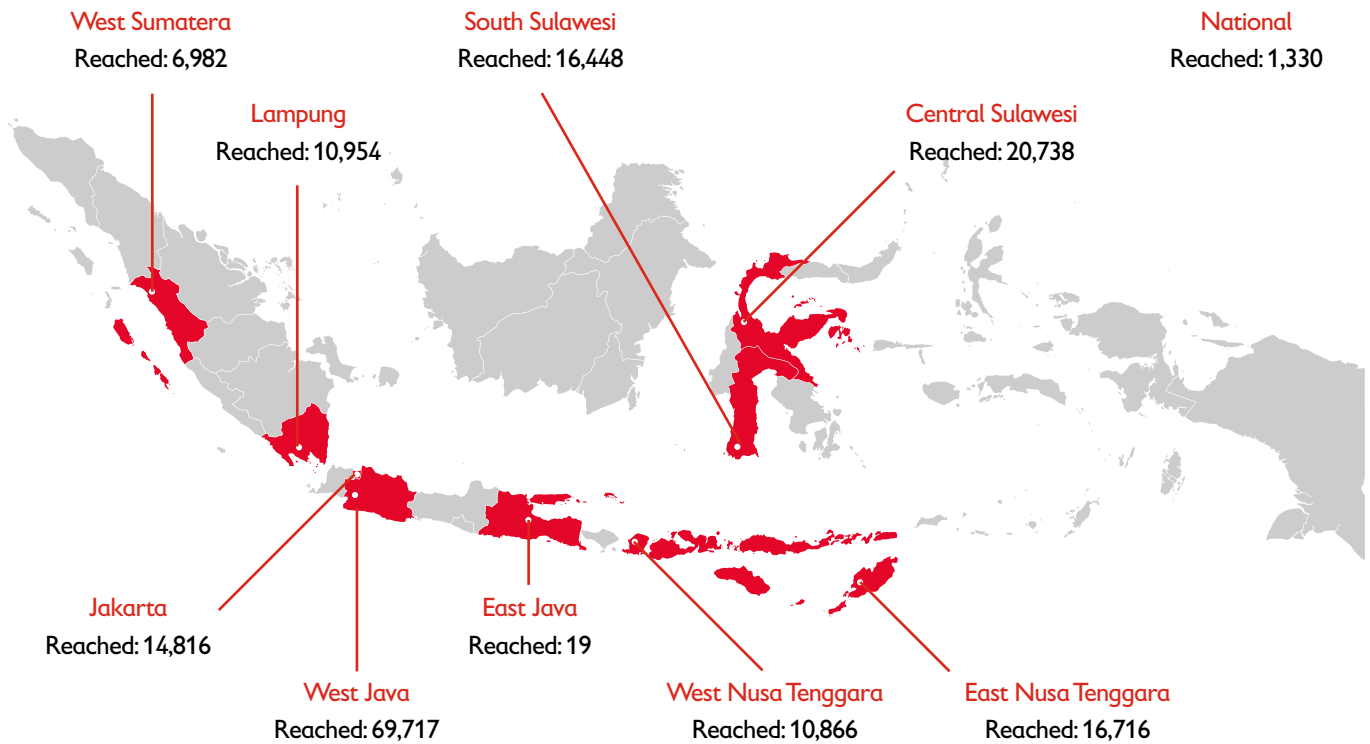 West Sumatera
Reached: 6,982
South Sulawesi
Reached: 16,448
National
Reached: 1,330
Lampung
Reached: 10,954
Central Sulawesi
Reached: 20,738
Jakarta
Reached: 14,816
East Java
Reached: 19
West Java
Reached: 69,717
West Nusa Tenggara
Reached: 10,866
East Nusa Tenggara
Reached: 16,716